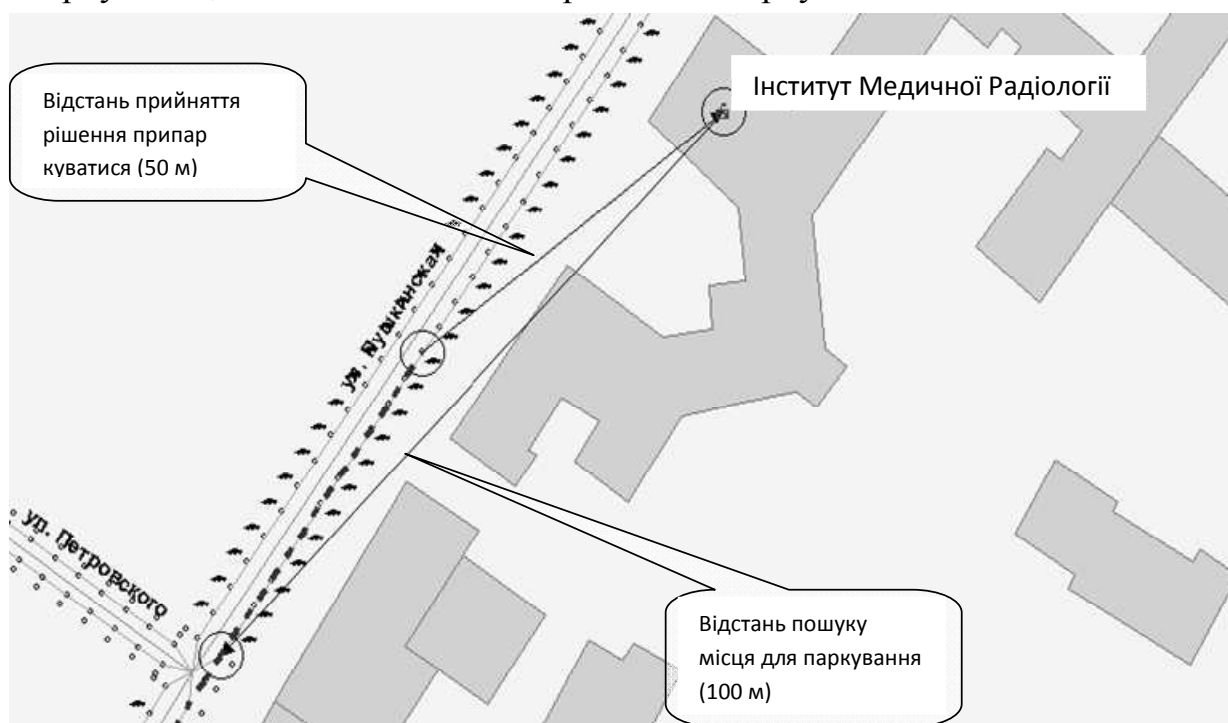 Інститут Медичної Радіології
Відстань прийняття
рішення припар
куватися (50 м)
ул. Пушкинская
ул. Петровского
Відстань пошуку
місця для паркування
(100 м)